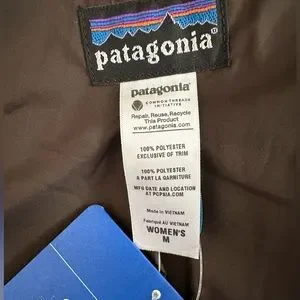 patagonia®
patagonia®
COMMON THREADS
INITIATIVE
Repair, Reuse, Recycle
This Product
www.patagonia.com
100% POLYESTER
EXCLUSIVE OF TRIM
100% POLYESTER
A PART LA GARNITURE
MFG DATE AND LOCATION
AT PCPSIA.COM
Made in VIETNAM
Fabriqué AU VIETNAM
WOMEN'S
M